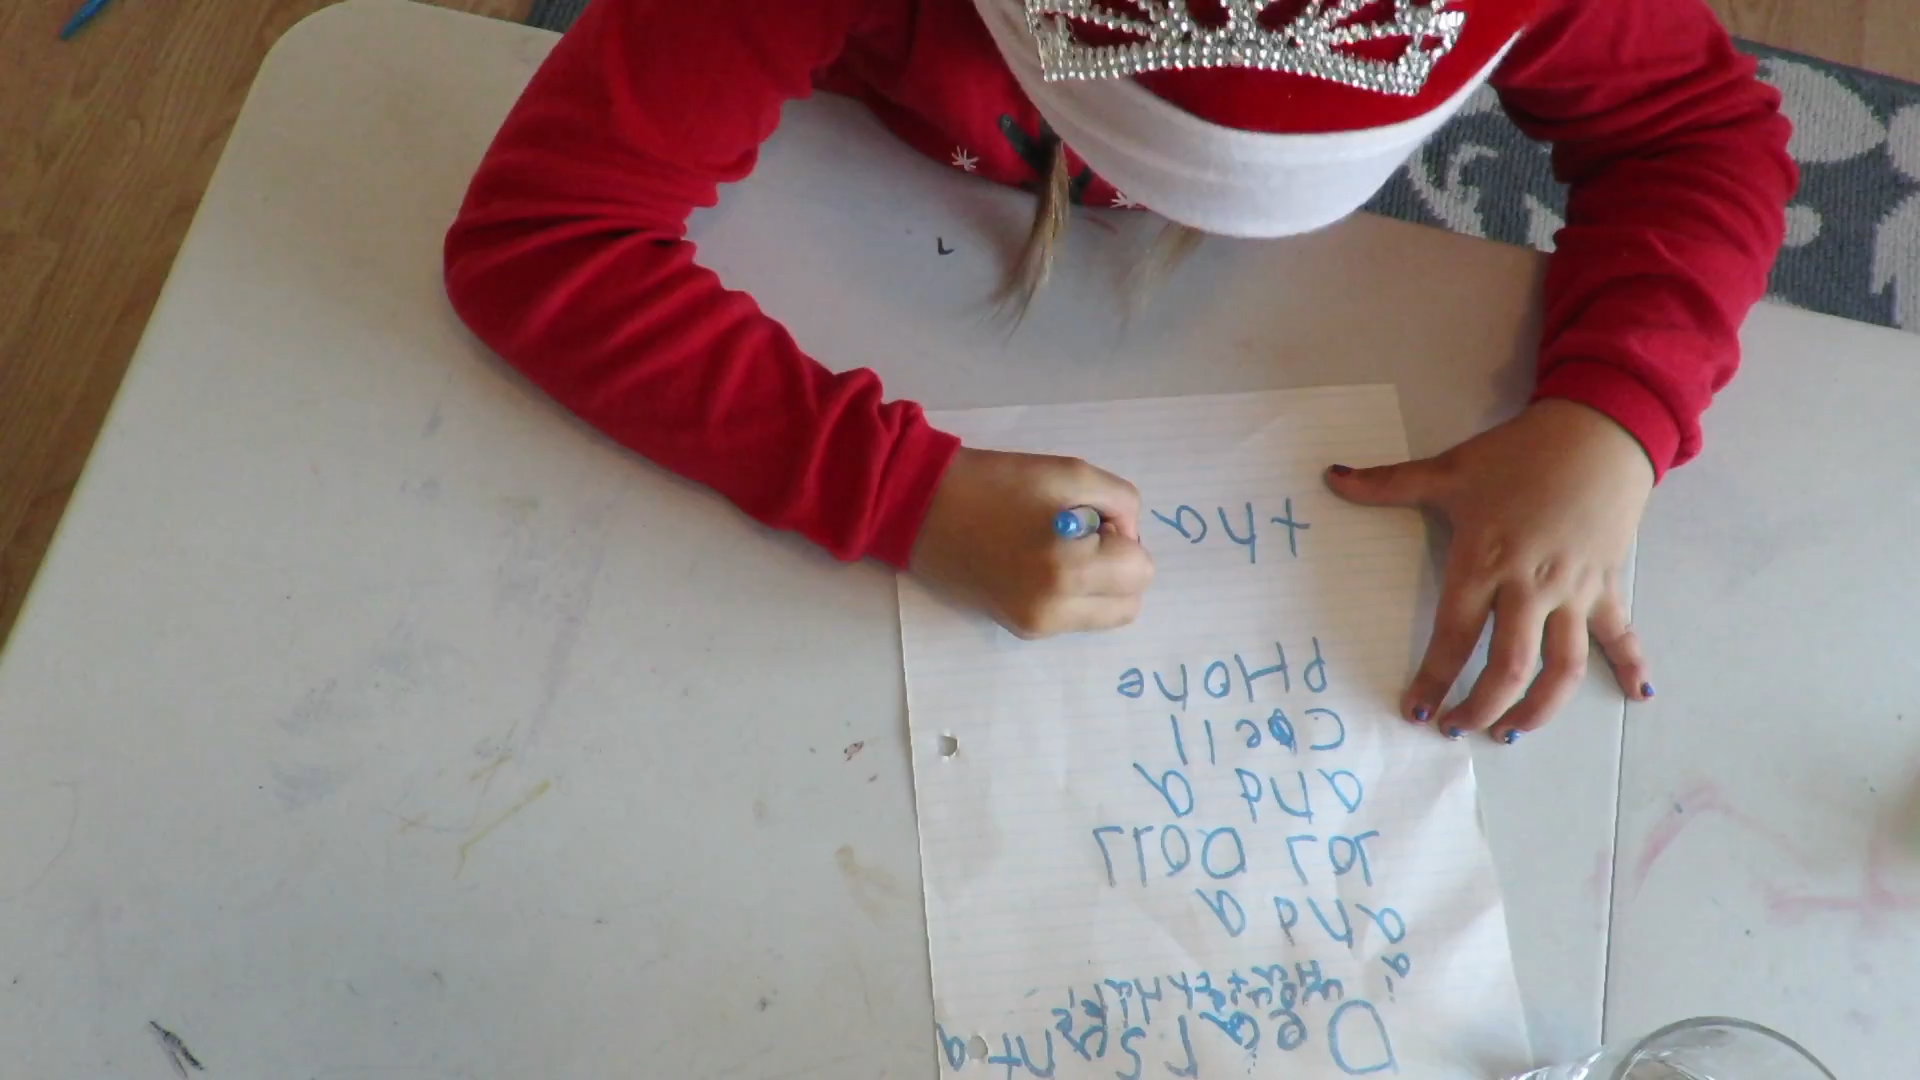 Dear Santa
and a
LOL DOLL
and a
cell
PHone
tha